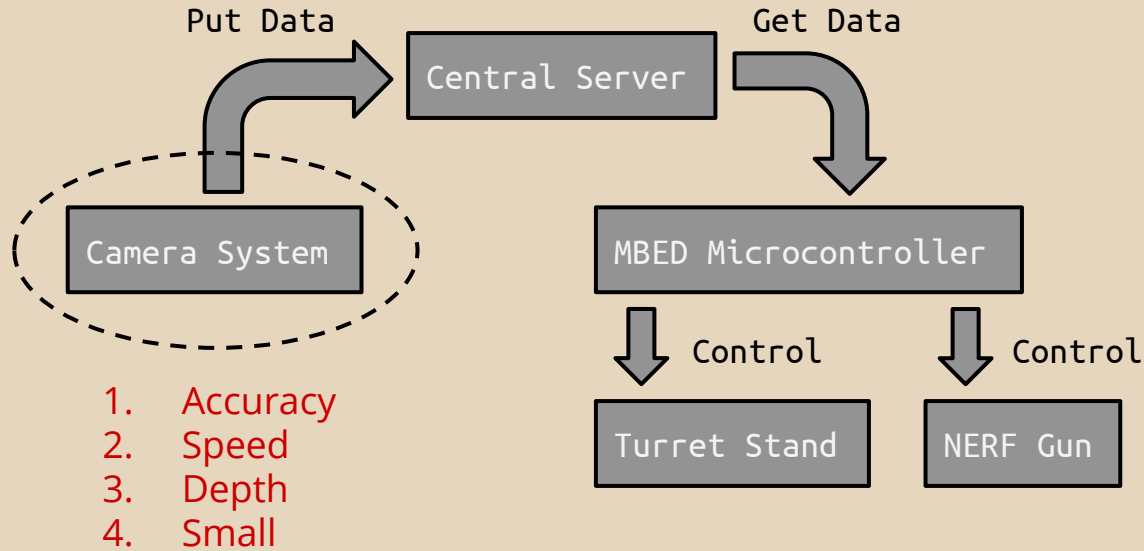 Put Data
Get Data
Central Server
Camera System
MBED Microcontroller
Control
Control
Turret Stand
NERF Gun
1. Accuracy
2. Speed
3. Depth
4. Small